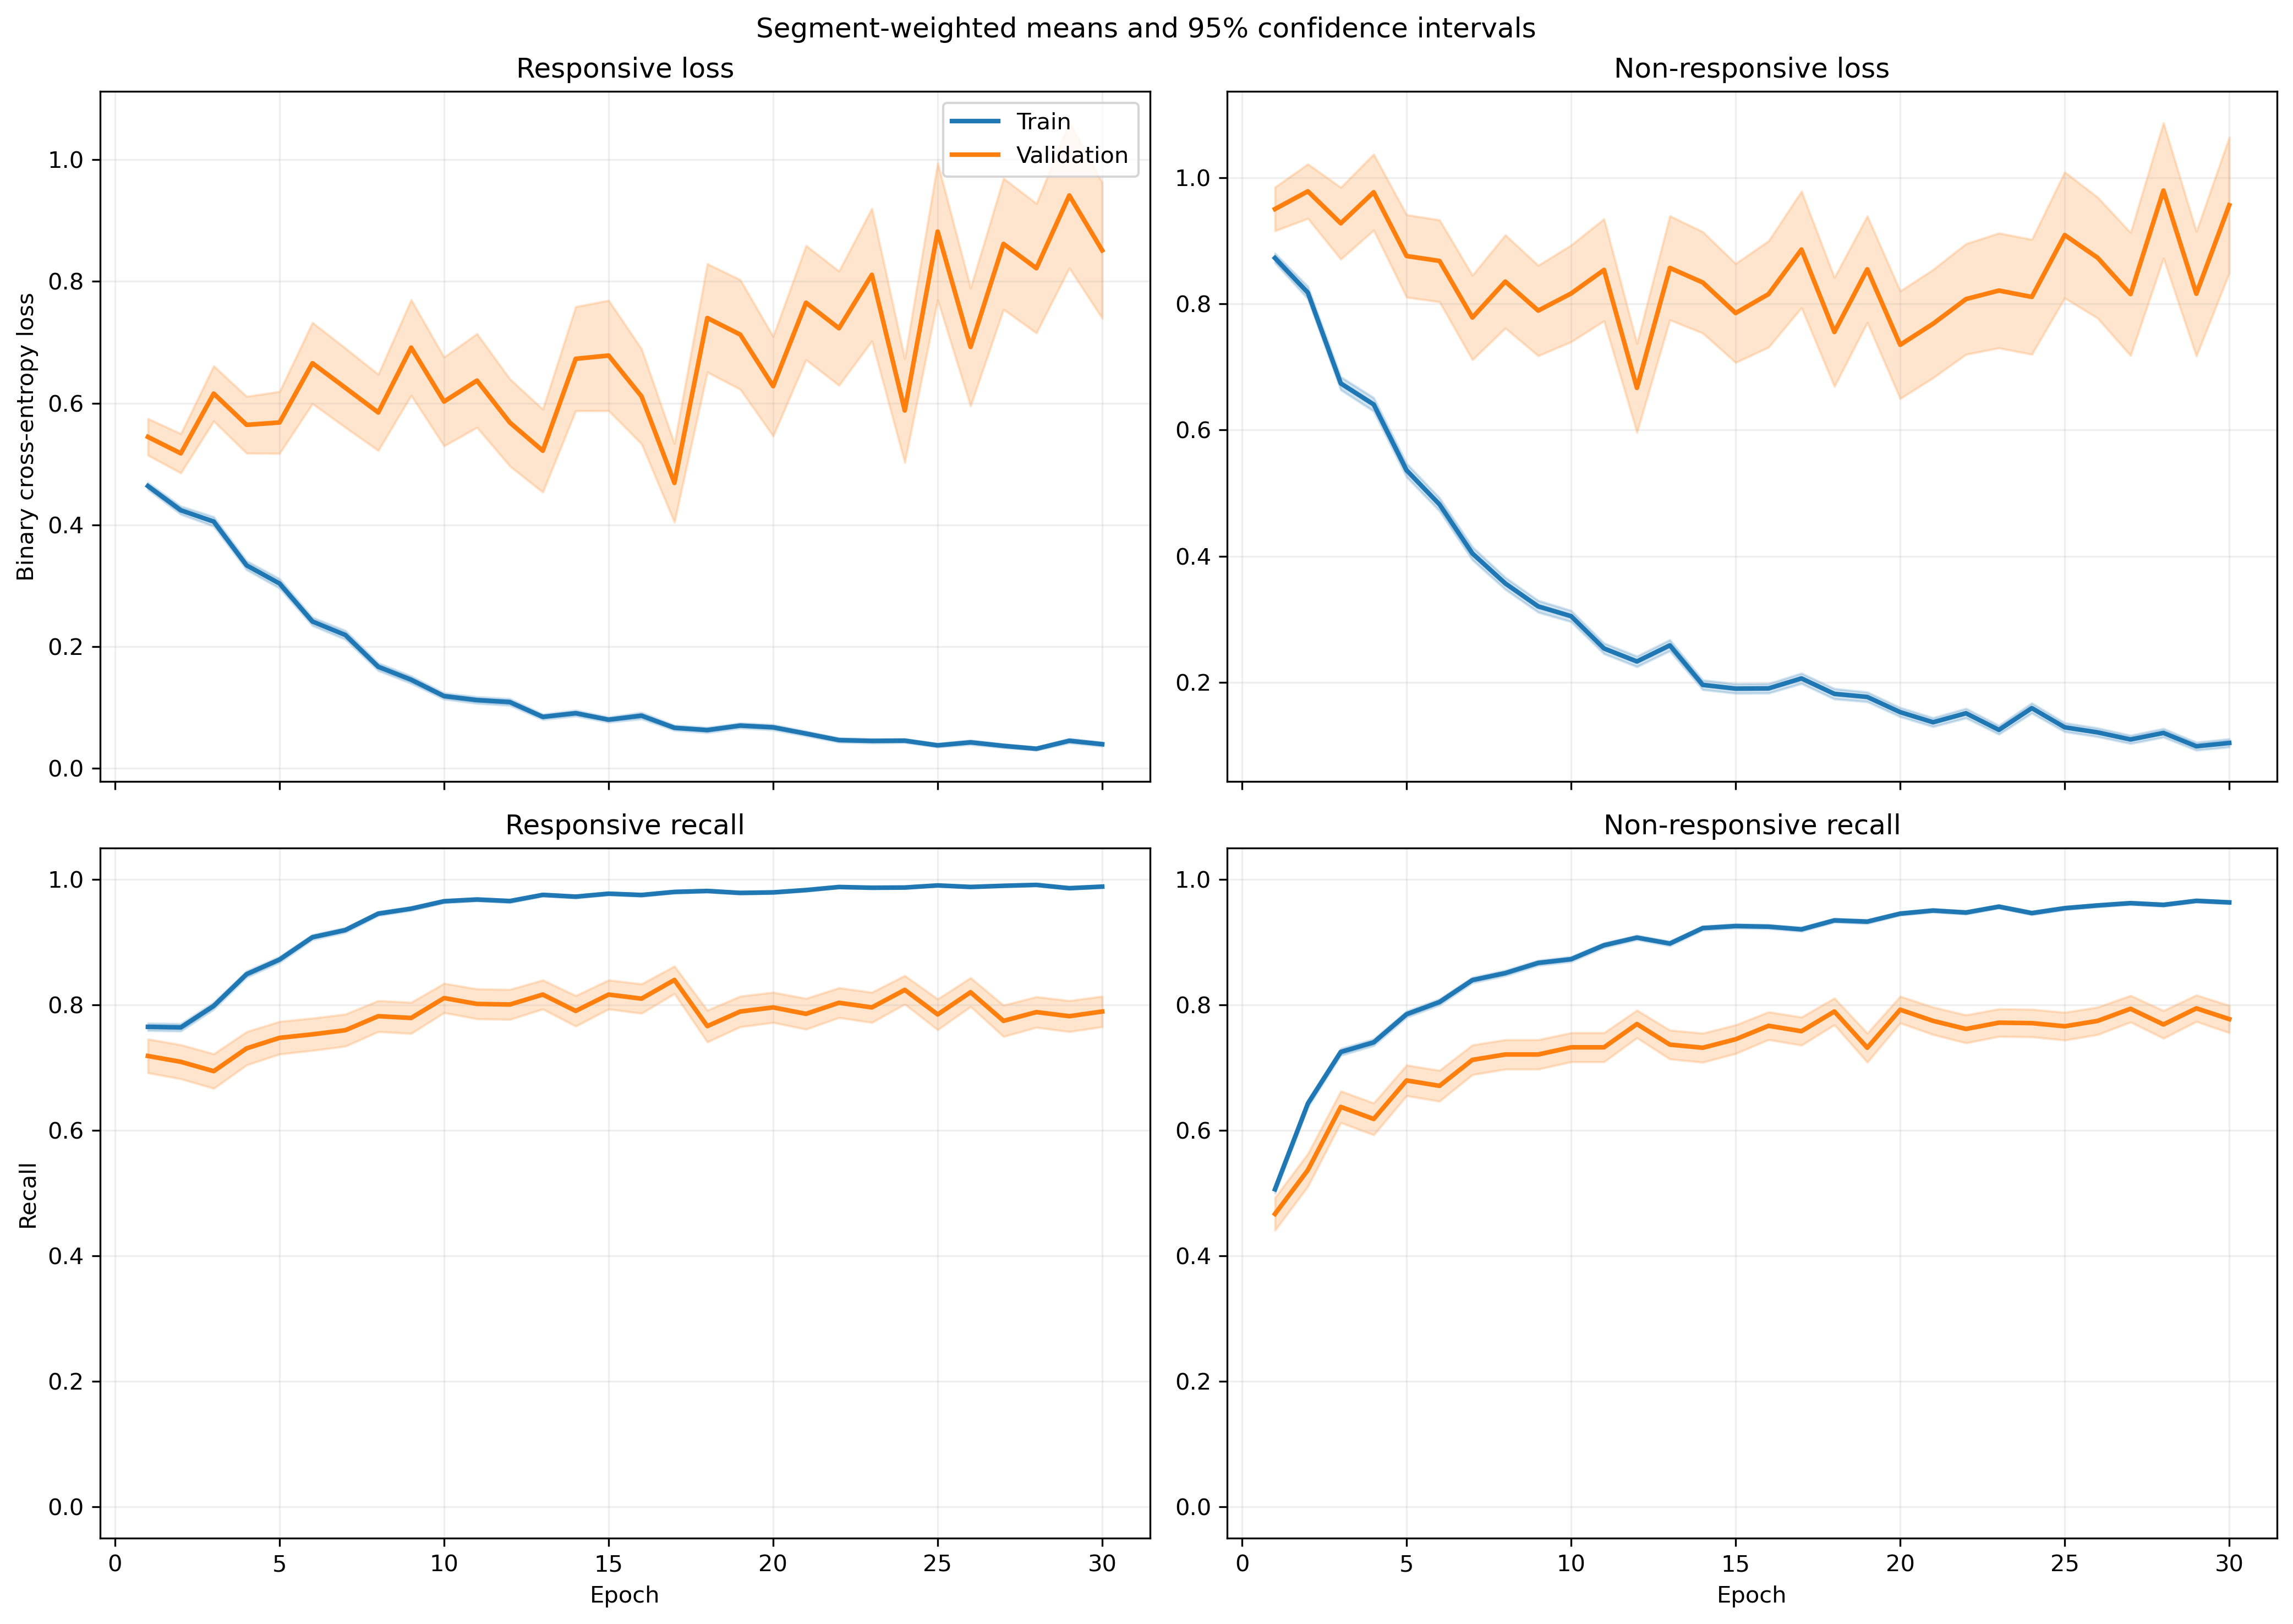 Segment-weighted means and 95% confidence intervals
Responsive loss
Non-responsive loss
Train
Validation
Binary cross-entropy loss
1.0
0.8
0.6
0.4
0.2
0.0
1.0
0.8
0.6
0.4
0.2
Responsive recall
Non-responsive recall
Recall
1.0
0.8
0.6
0.4
0.2
0.0
0 5 10 15 20 25 30
Epoch
1.0
0.8
0.6
0.4
0.2
0.0
0 5 10 15 20 25 30
Epoch